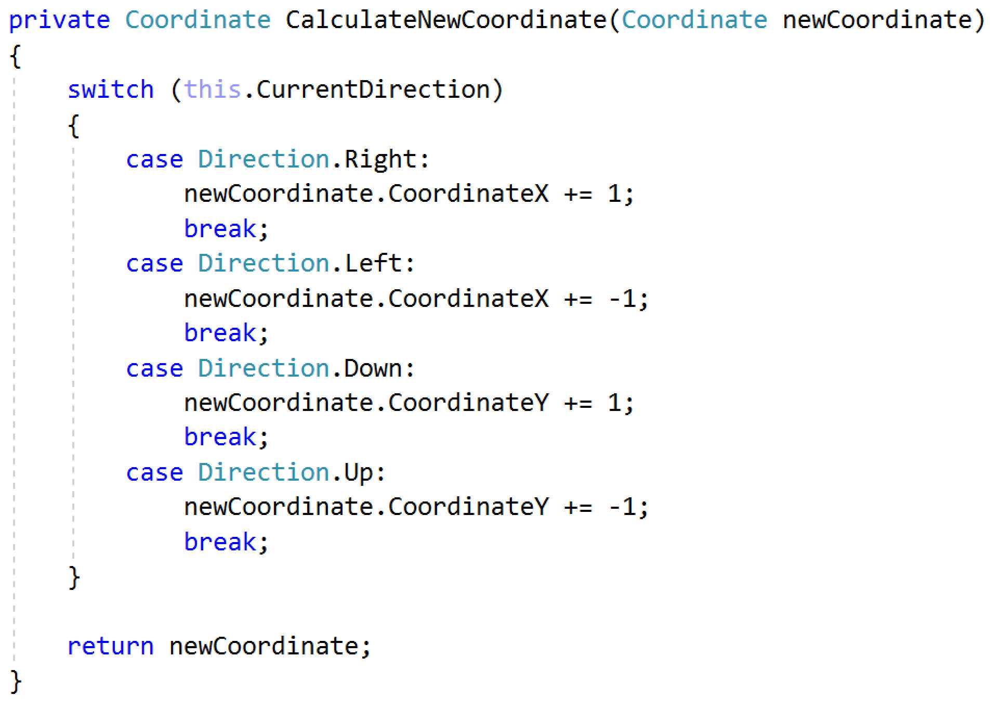 private Coordinate CalculateNewCoordinate(Coordinate newCoordinate)
{
    switch (this.CurrentDirection)
    {
        case Direction.Right:
            newCoordinate.CoordinateX += 1;
            break;
        case Direction.Left:
            newCoordinate.CoordinateX += -1;
            break;
        case Direction.Down:
            newCoordinate.CoordinateY += 1;
            break;
        case Direction.Up:
            newCoordinate.CoordinateY += -1;
            break;
    }

    return newCoordinate;
}